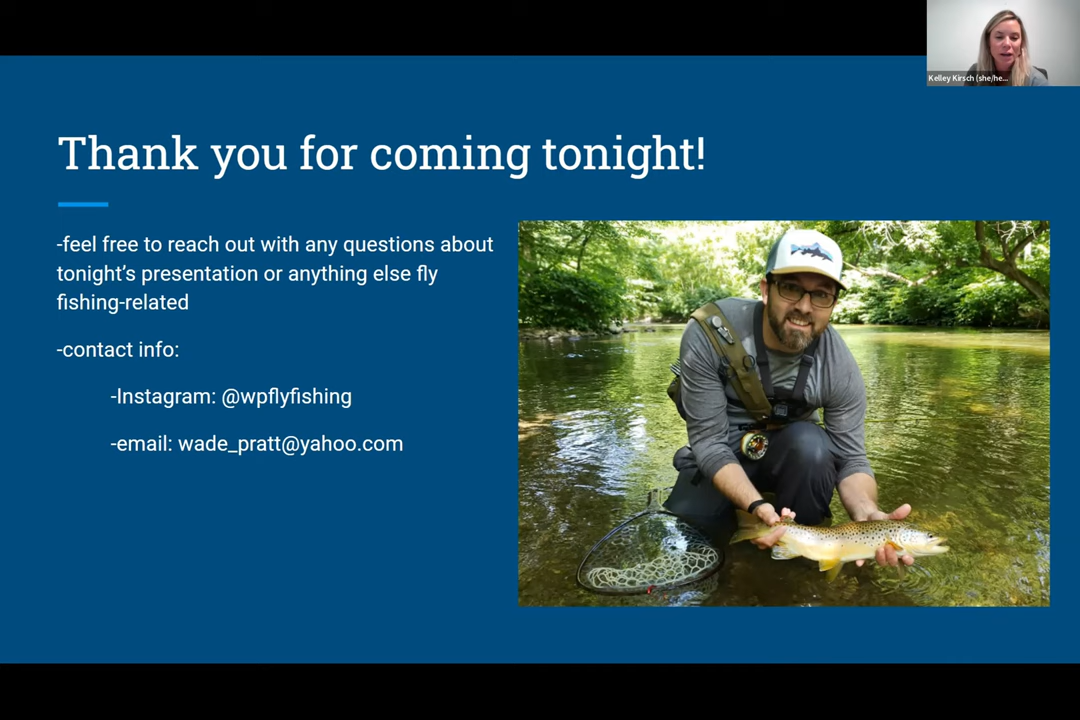 Kelley Kirsch (she/he...
Thank you for coming tonight!
-feel free to reach out with any questions about
tonight’s presentation or anything else fly
fishing-related
-contact info:
-Instagram: @wpflyfishing
-email: wade_pratt@yahoo.com